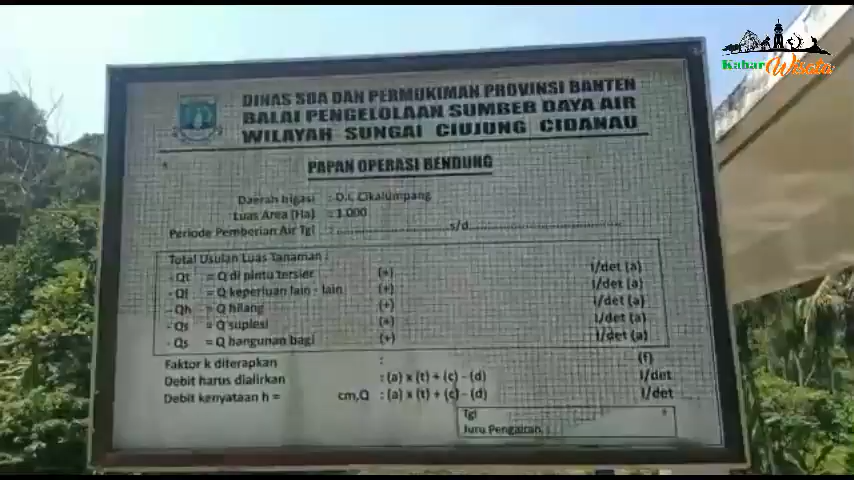 Kabar Wisata
DINAS SDA DAN PERMUKIMAN PROVINSI BANTEN
BALAI PENGELOLAAN SUMBER DAYA AIR
WILAYAH SUNGAI CIUJUNG CIDANAU
PAPAN OPERASI BENDUNG
Daerah Irigasi : D.I. Cikalumpang
Luas Area (Ha) : 1.000
Periode Pemberian Air Tgl : ........................s/d..............................
Total Usulan Luas Tanaman :
- Qt = Q di pintu tersier (+) l/det (a)
- Qf = Q keperluan lain - lain (+) l/det (a)
- Qh = Q hilang (+) l/det (a)
- Qs = Q suplesi (+) l/det (a)
- Qs = Q bangunan bagi (+) l/det (a)
Faktor k diterapkan : (f)
Debit harus dialirkan : (a) x (t) + (c) - (d) l/det
Debit kenyataan h = cm,Q : (a) x (t) + (c) - (d) l/det
Tgl
Juru Pengairan